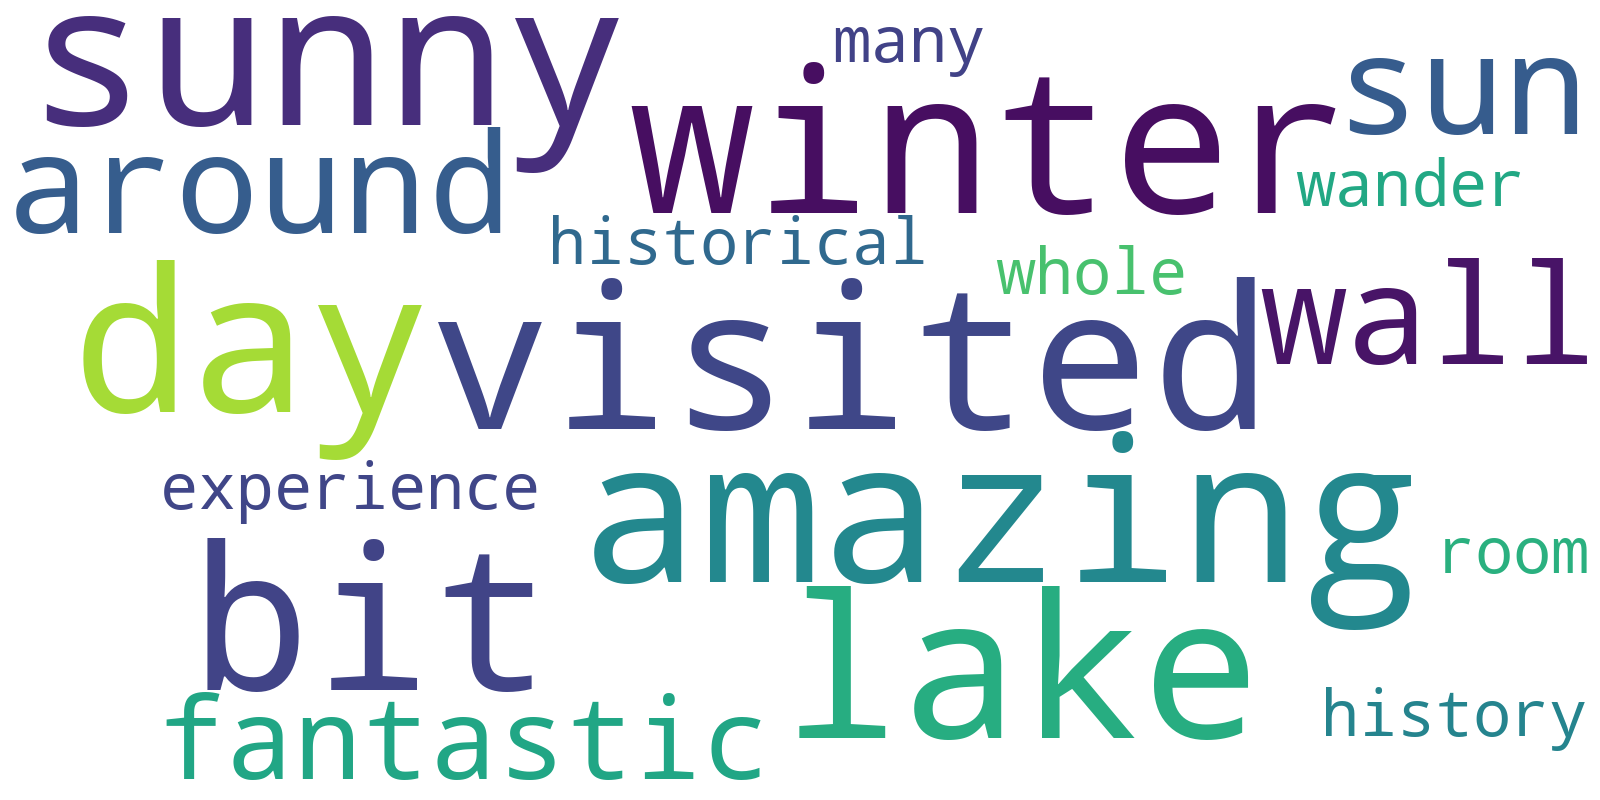 sunny
many
winter
sun
around
wander
historical
whole
day
visited
wall
experience
amazing
room
bit
lake
fantastic
history